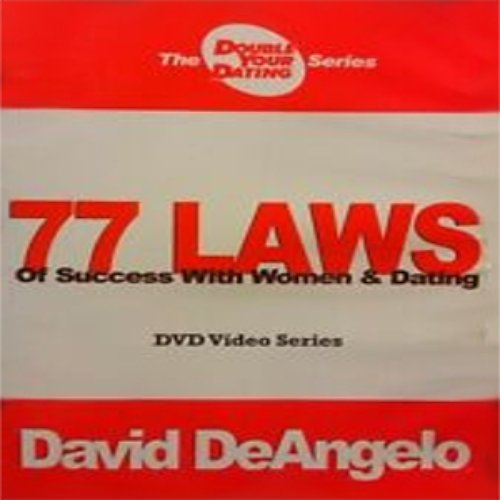 The DOUBLE YOUR DATING Series
77 LAWS
Of Success With Women & Dating
DVD Video Series
David DeAngelo